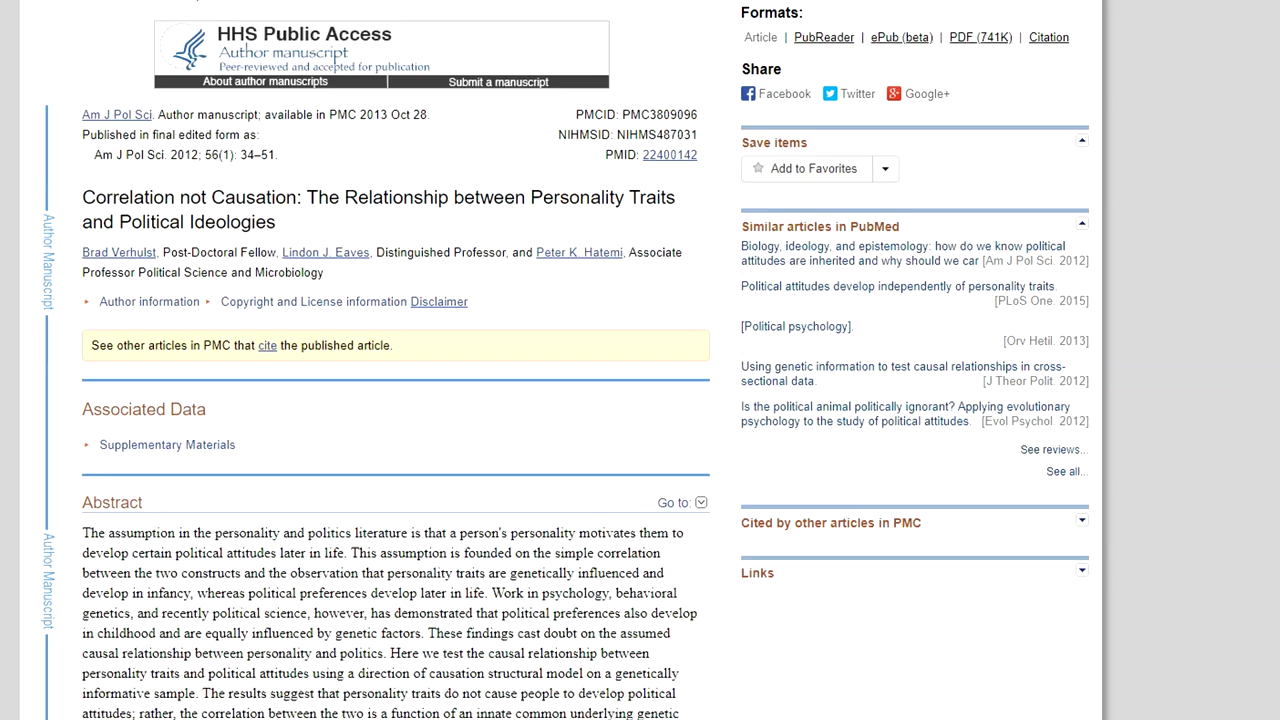 HHS Public Access
Author manuscript
Peer-reviewed and accepted for publication
About author manuscripts
Submit a manuscript
Am J Pol Sci. Author manuscript; available in PMC 2013 Oct 28.
PMCID: PMC3809096
Published in final edited form as:
NIHMSID: NIHMS487031
Am J Pol Sci. 2012; 56(1): 34–51.
PMID: 22400142
Correlation not Causation: The Relationship between Personality Traits
and Political Ideologies
Brad Verhulst, Post-Doctoral Fellow, Lindon J. Eaves, Distinguished Professor, and Peter K. Hatemi, Associate
Professor Political Science and Microbiology
Author information
Copyright and License information Disclaimer
See other articles in PMC that cite the published article.
Associated Data
Supplementary Materials
Abstract
Go to:
The assumption in the personality and politics literature is that a person's personality motivates them to
develop certain political attitudes later in life. This assumption is founded on the simple correlation
between the two constructs and the observation that personality traits are genetically influenced and
develop in infancy, whereas political preferences develop later in life. Work in psychology, behavioral
genetics, and recently political science, however, has demonstrated that political preferences also develop
in childhood and are equally influenced by genetic factors. These findings cast doubt on the assumed
causal relationship between personality and politics. Here we test the causal relationship between
personality traits and political attitudes using a direction of causation structural model on a genetically
informative sample. The results suggest that personality traits do not cause people to develop political
attitudes; rather, the correlation between the two is a function of an innate common underlying genetic
Author Manuscript
Author Manuscript
Formats:
Article | PubReader | ePub (beta) | PDF (741K) | Citation
Share
Facebook Twitter Google+
Save items
Add to Favorites
Similar articles in PubMed
Biology, ideology, and epistemology: how do we know political
attitudes are inherited and why should we car [Am J Pol Sci. 2012]
Political attitudes develop independently of personality traits.
[PLoS One. 2015]
[Political psychology].
[Orv Hetil. 2013]
Using genetic information to test causal relationships in cross-
sectional data. [J Theor Polit. 2012]
Is the political animal politically ignorant? Applying evolutionary
psychology to the study of political attitudes. [Evol Psychol. 2012]
See reviews...
See all...
Cited by other articles in PMC
Links